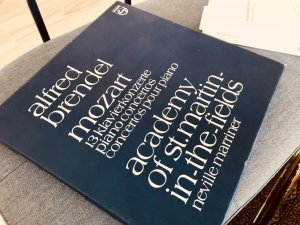 alfred
brendel
mozart
13 klavierkonzerte
piano concertos
concertos pour piano
academy
of st. martin-
in-the-fields
neville marriner